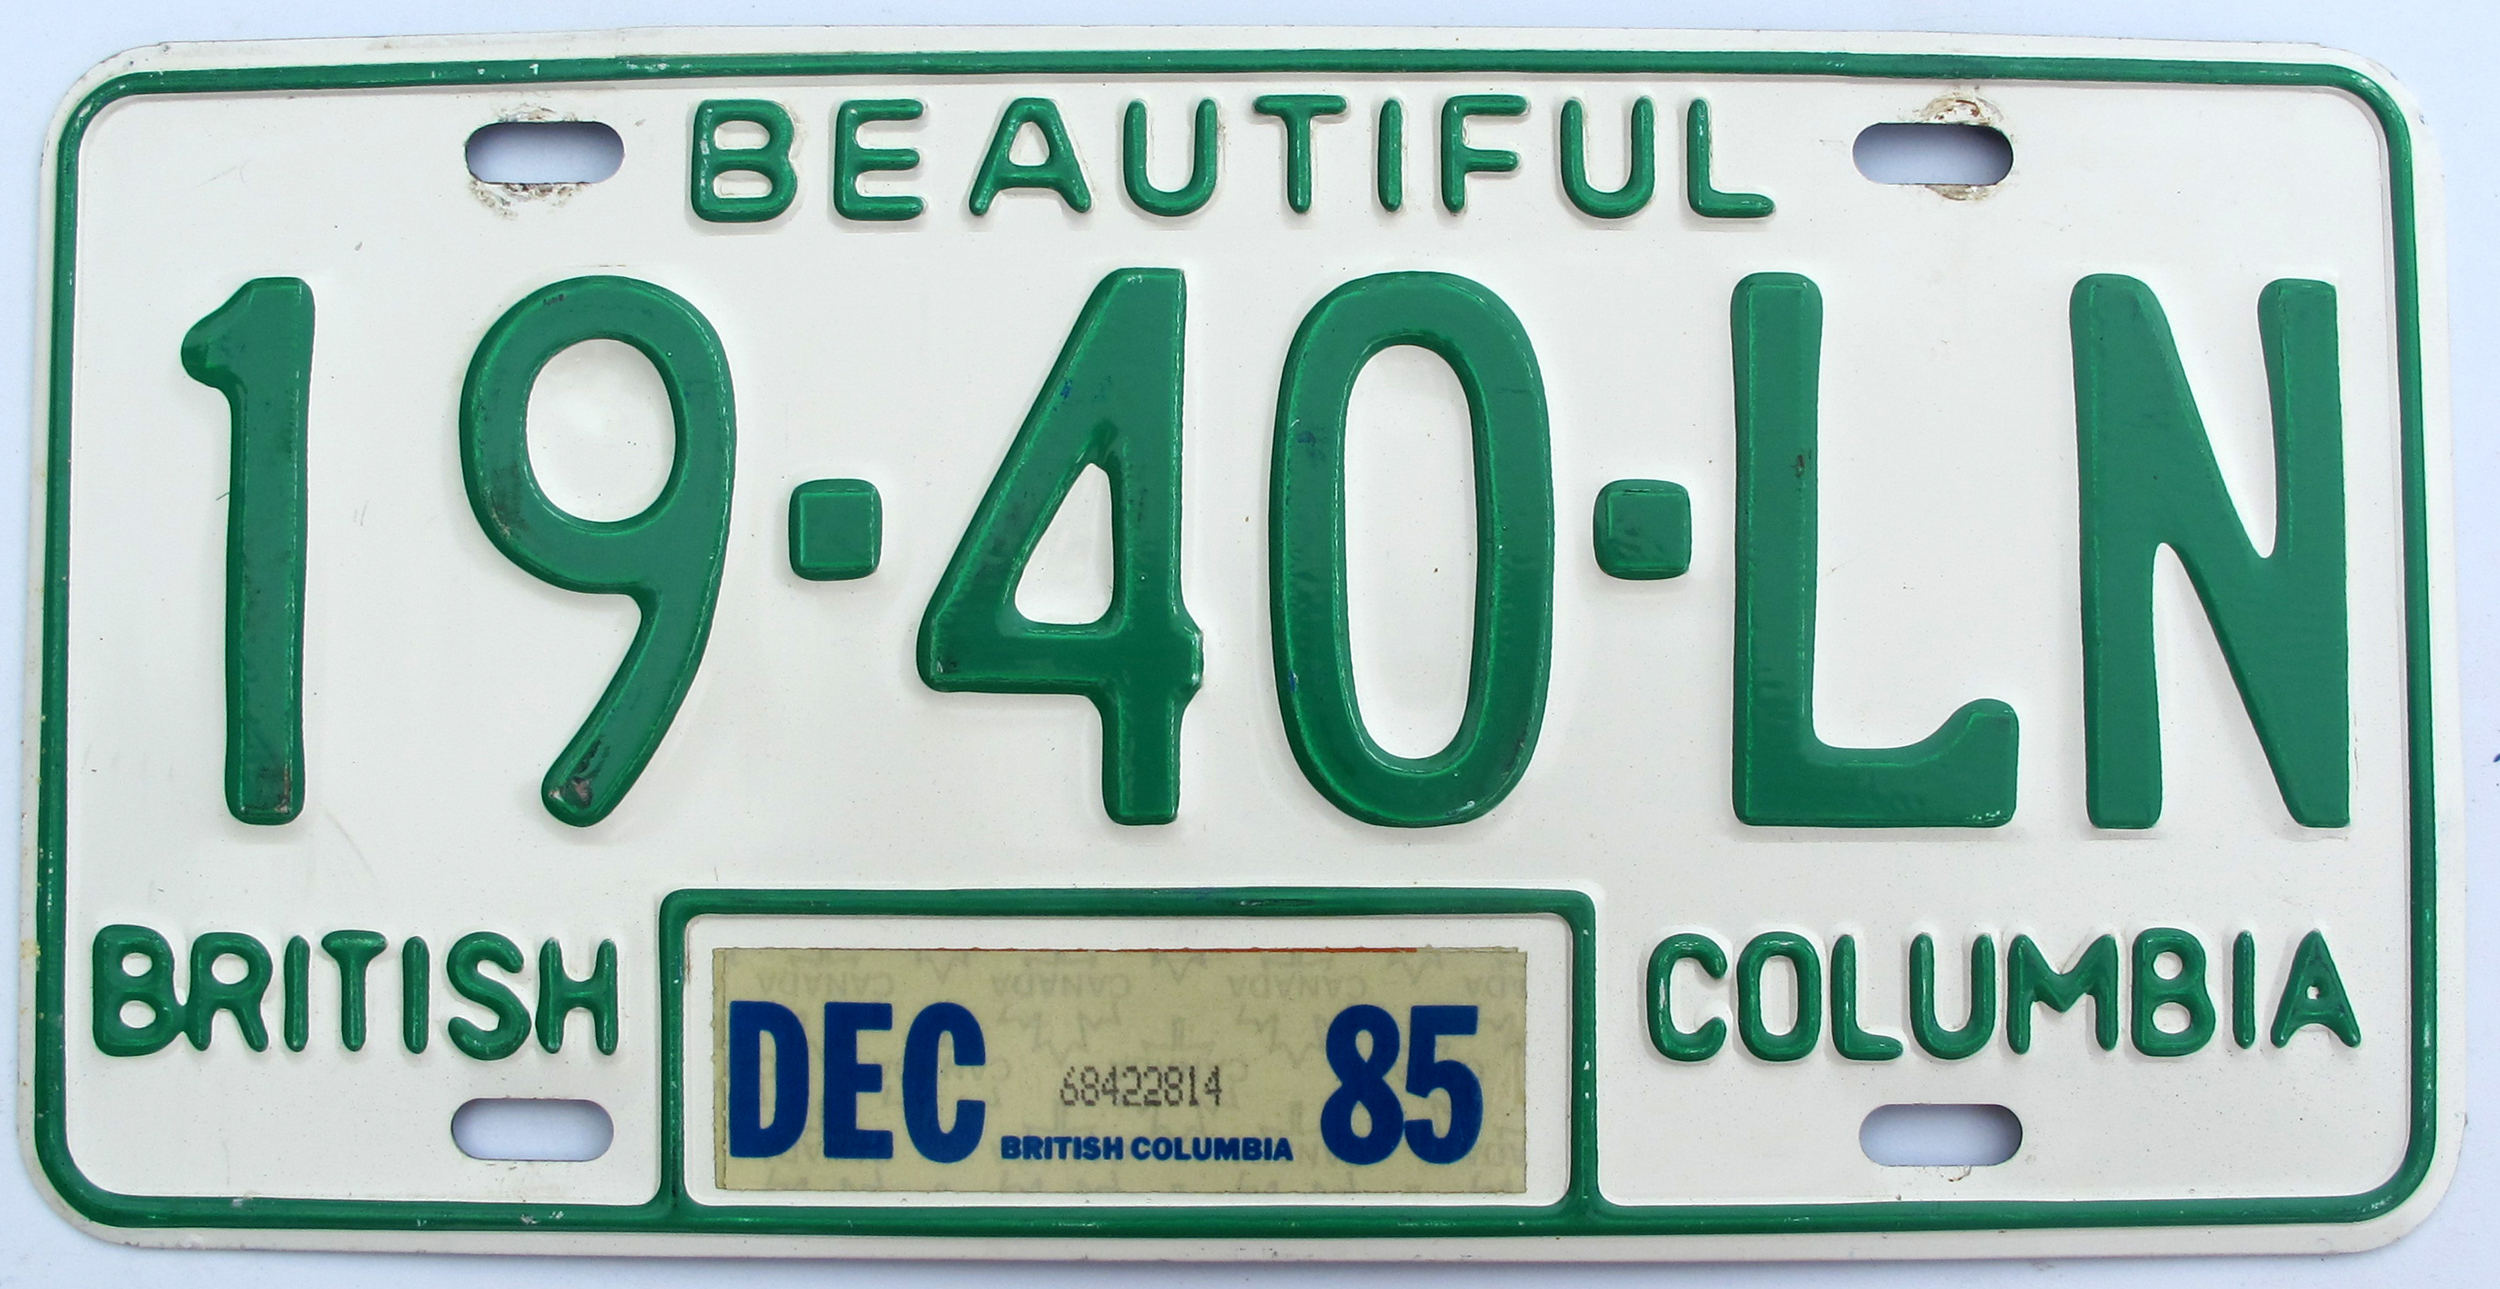 BEAUTIFUL
19·40·LN
BRITISH COLUMBIA
DEC 68422814 85
BRITISH COLUMBIA